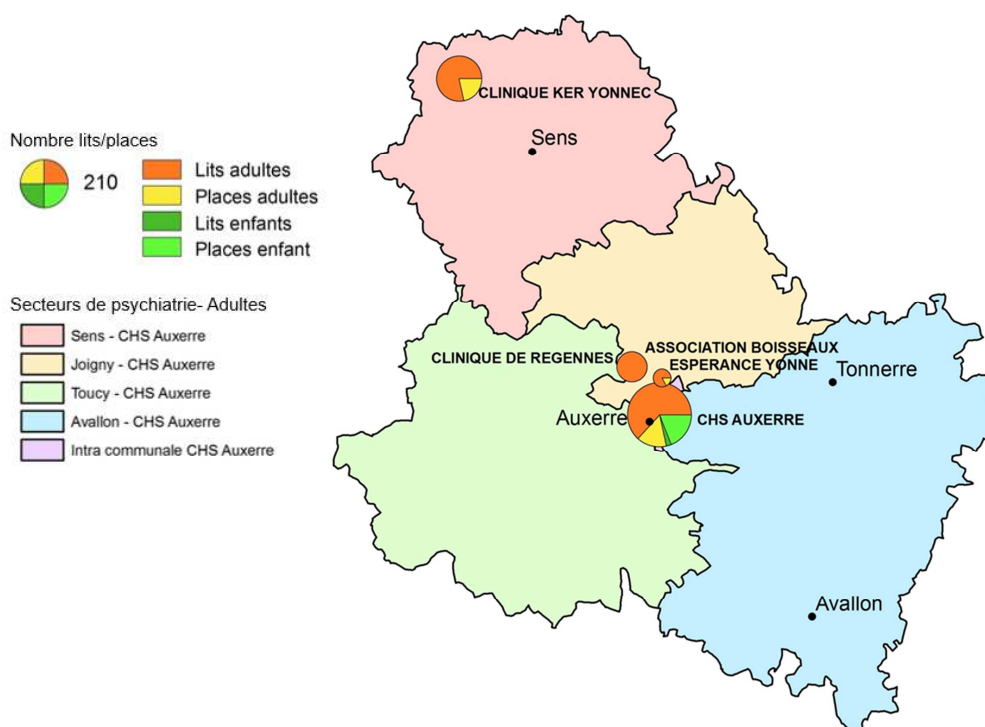 Nombre lits/places
210
Lits adultes
Places adultes
Lits enfants
Places enfant
Secteurs de psychiatrie- Adultes
Sens - CHS Auxerre
Joigny - CHS Auxerre
Toucy - CHS Auxerre
Avallon - CHS Auxerre
Intra communale CHS Auxerre
CLINIQUE KER YONNEC
Sens
CLINIQUE DE REGENNES
ASSOCIATION BOISSEAUX
ESPERANCE YONNE
Tonnerre
Auxerre
CHS AUXERRE
Avallon